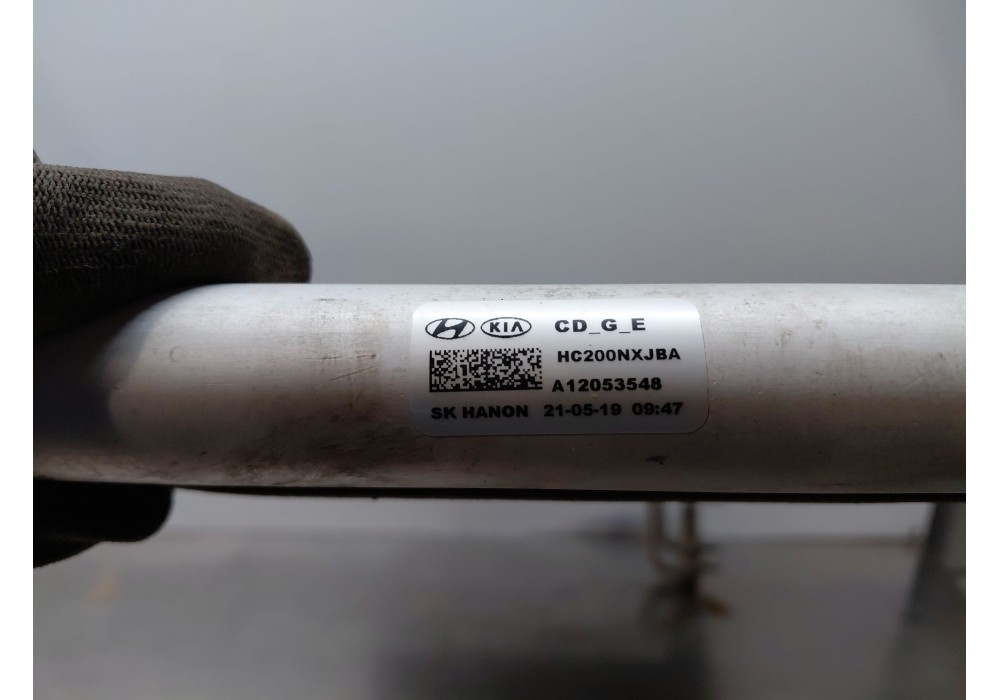 H KIA CD_G_E
HC200NXJBA
A12053548
SK HANON 21-05-19 09:47